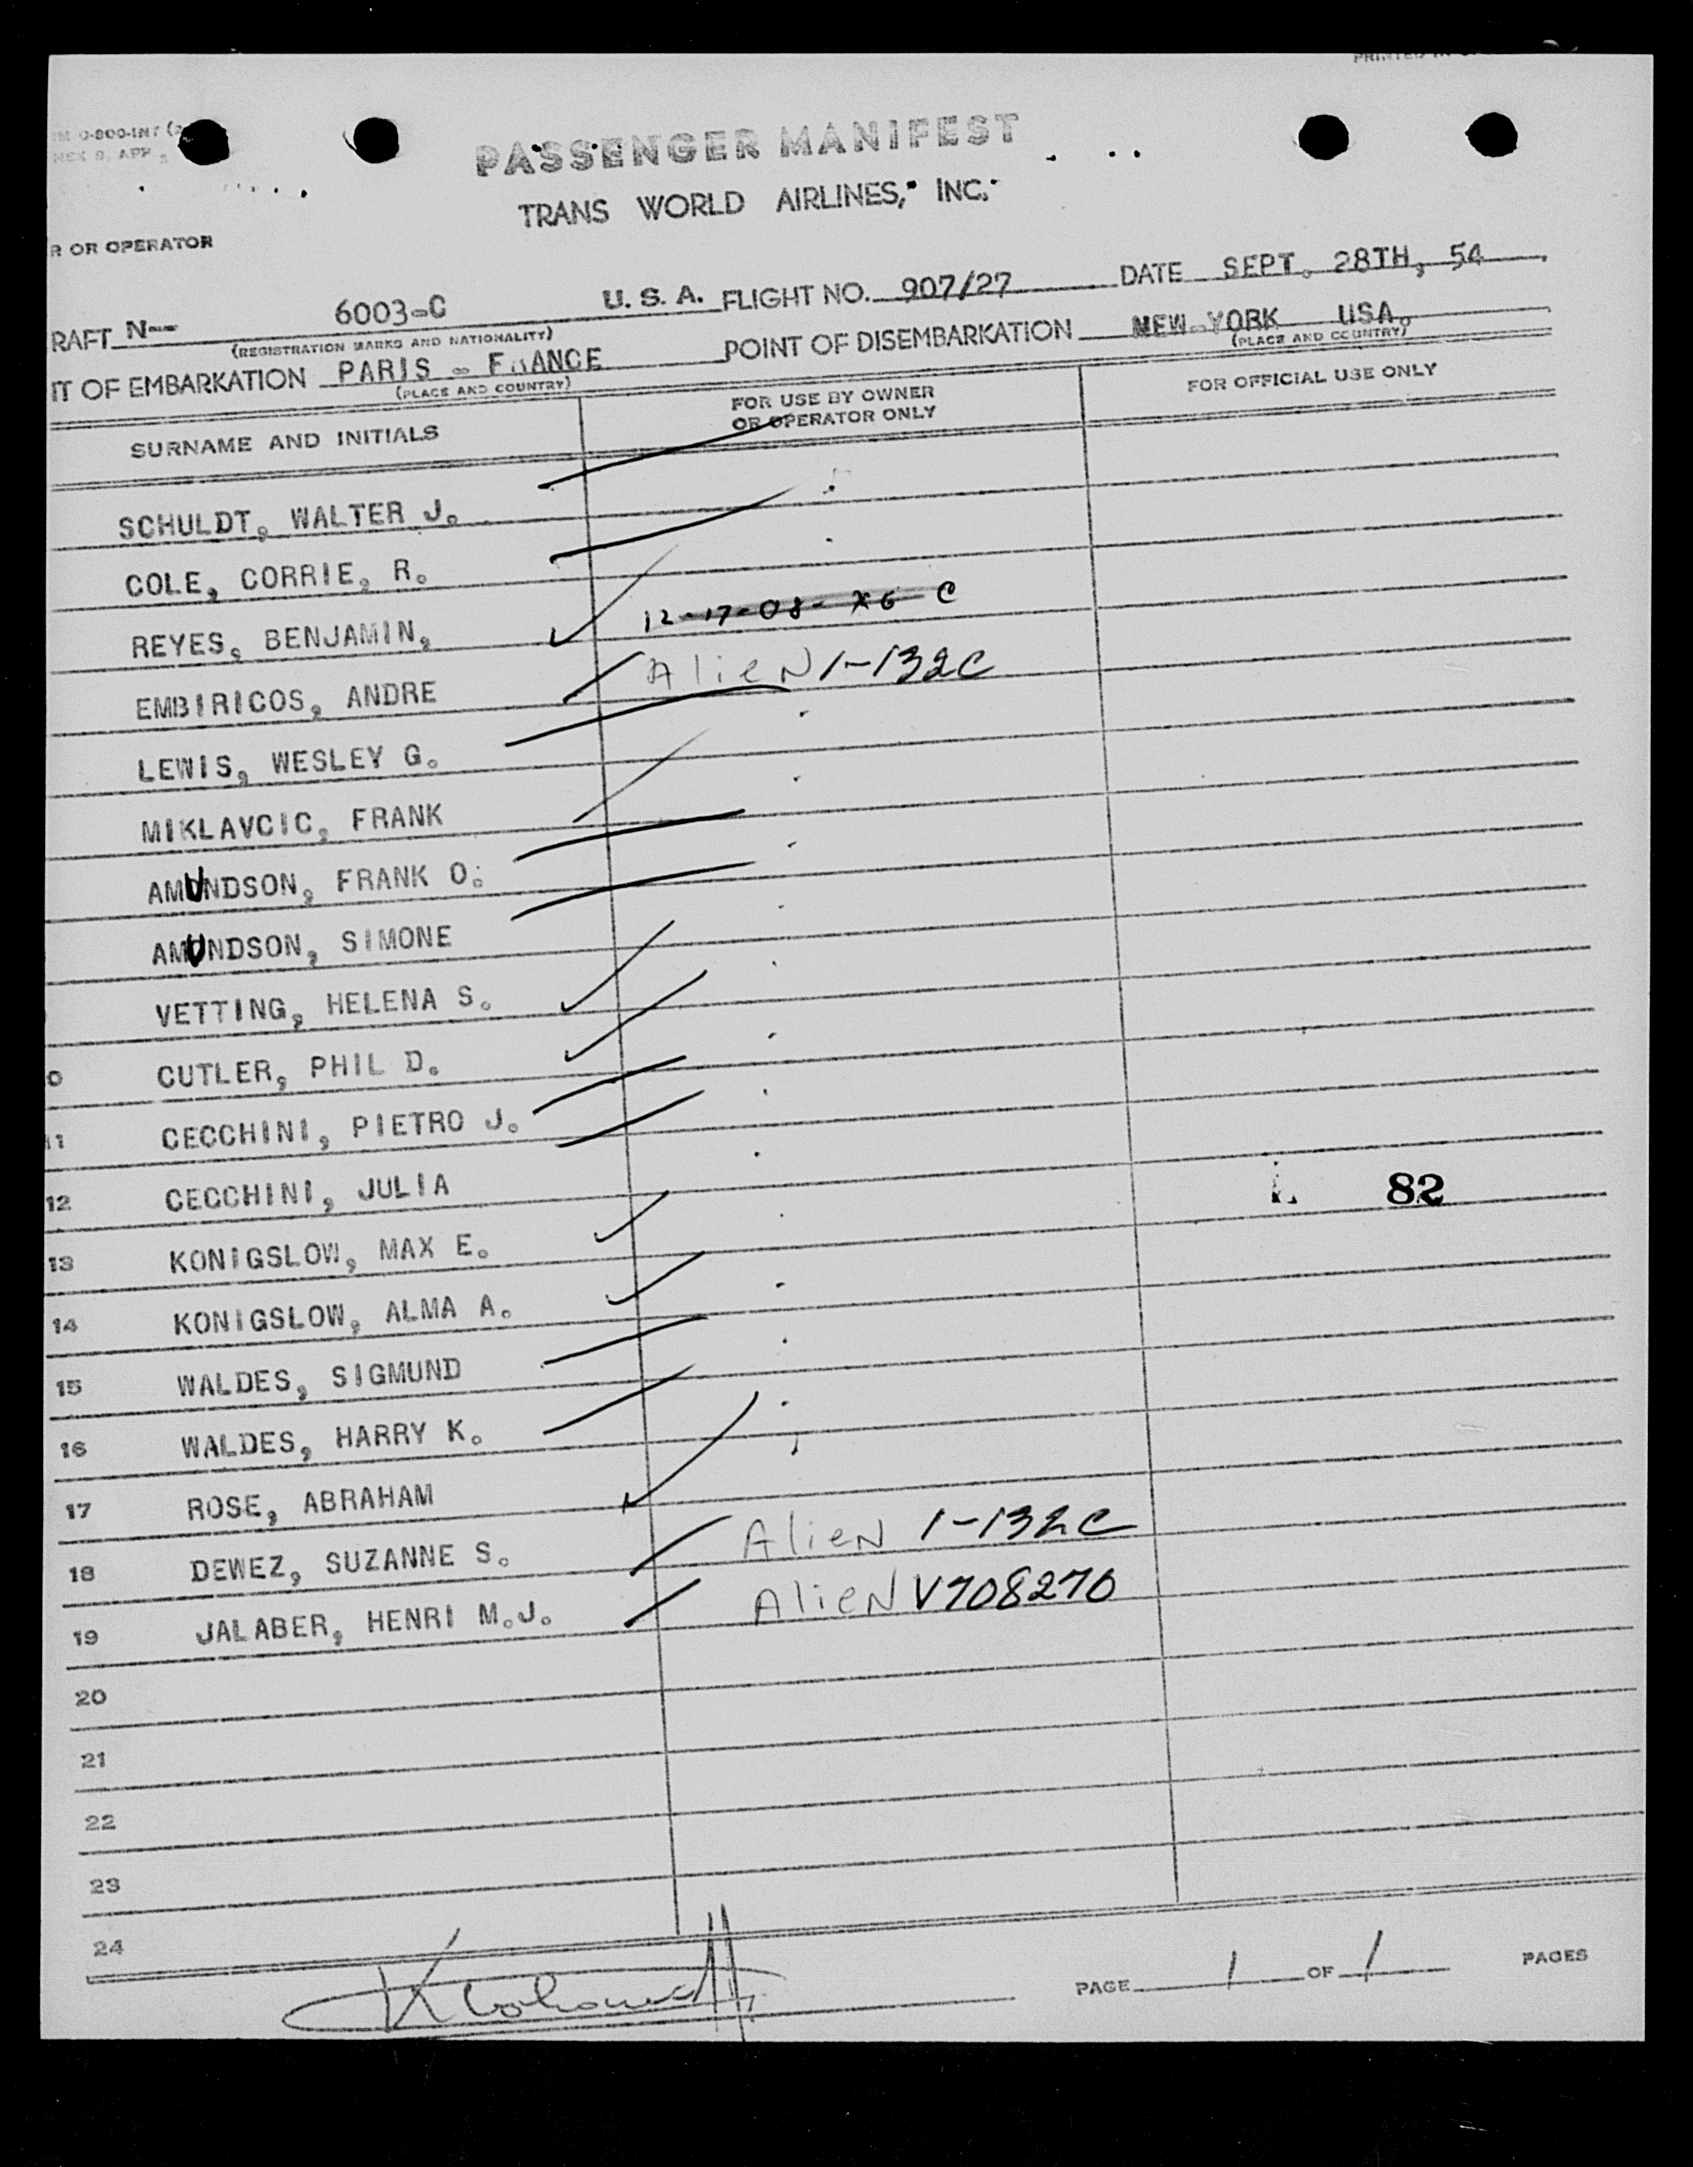 PASSENGER MANIFEST
TRANS WORLD AIRLINES, INC.
R OR OPERATOR
RAFT N-- 6003-C U. S. A. FLIGHT NO. 907/27 DATE SEPT. 28TH, 54
(REGISTRATION MARKS AND NATIONALITY)
IT OF EMBARKATION PARIS - FRANCE POINT OF DISEMBARKATION NEW YORK USA.
(PLACE AND COUNTRY) (PLACE AND COUNTRY)
SURNAME AND INITIALS FOR USE BY OWNER OR OPERATOR ONLY FOR OFFICIAL USE ONLY
SCHULDT, WALTER J.
COLE, CORRIE, R.
REYES, BENJAMIN, 12-17-08- X6 C
EMBIRICOS, ANDRE Alien 1-132C
LEWIS, WESLEY G.
MIKLAVCIC, FRANK
AMUNDSON, FRANK O.
AMUNDSON, SIMONE
VETTING, HELENA S.
0 CUTLER, PHIL D.
11 CECCHINI, PIETRO J.
12 CECCHINI, JULIA 82
13 KONIGSLOW, MAX E.
14 KONIGSLOW, ALMA A.
15 WALDES, SIGMUND
16 WALDES, HARRY K.
17 ROSE, ABRAHAM
18 DEWEZ, SUZANNE S. Alien 1-132C
19 JALABER, HENRI M.J. Alien V708270
20
21
22
23
24
PAGE 1 OF 1 PAGES